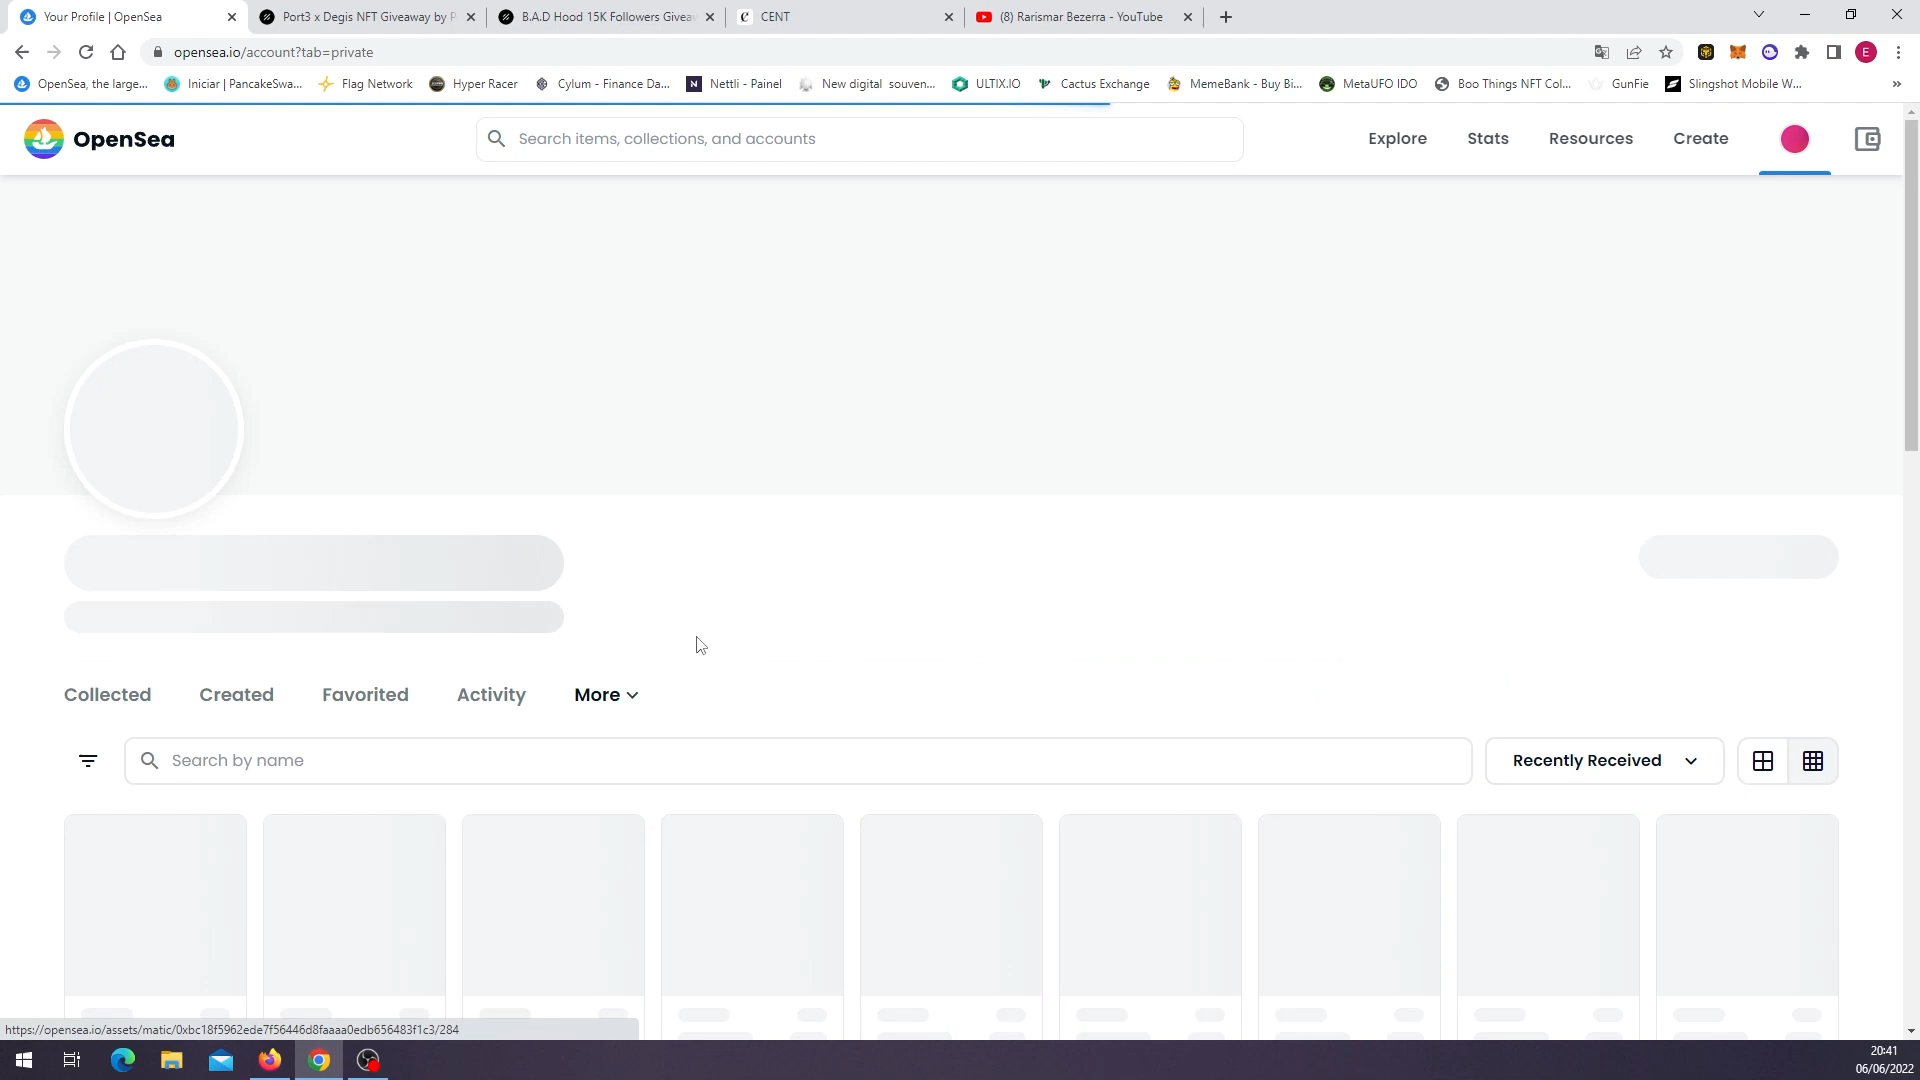 Your Profile | OpenSea
Port3 x Degis NFT Giveaway by P
B.A.D Hood 15K Followers Giveaw
CENT
(8) Rarismar Bezerra - YouTube
opensea.io/account?tab=private
E
OpenSea, the large...
Iniciar | PancakeSwa...
Flag Network
Hyper Racer
Cylum - Finance Da...
Nettli - Painel
New digital souven...
ULTIX.IO
Cactus Exchange
MemeBank - Buy Bi...
MetaUFO IDO
Boo Things NFT Col...
GunFie
Slingshot Mobile W...
OpenSea
Search items, collections, and accounts
Explore
Stats
Resources
Create
Collected
Created
Favorited
Activity
More
Search by name
Recently Received
https://opensea.io/assets/matic/0xbc18f5962ede7f56446d8faaaa0edb656483f1c3/284
20:41
06/06/2022